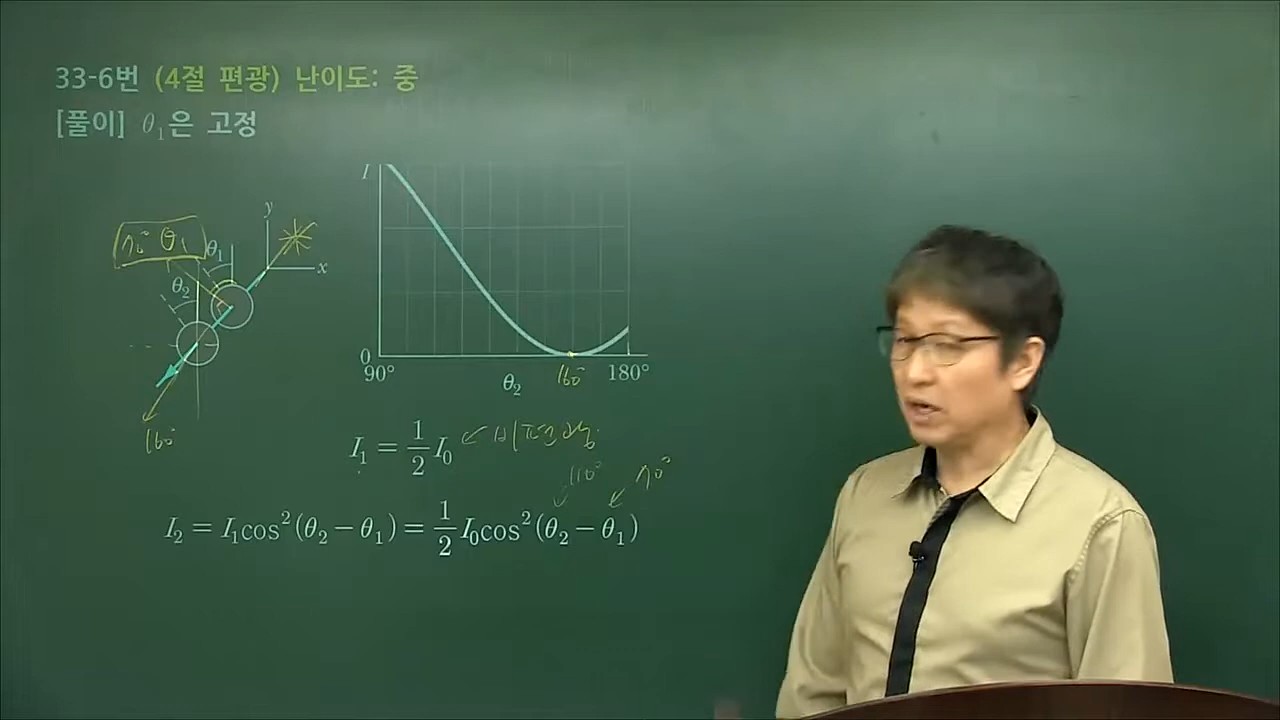 33-6번 (4절 편광) 난이도: 중
[풀이] θ₁은 고정
I
y
x
70° θ₁
θ₁
θ₂
160°
0
90°
θ₂
160°
180°
I₁ = 1/2 I₀ ↙ 비편광
110° 70°
I₂ = I₁cos²(θ₂ − θ₁) = 1/2 I₀cos²(θ₂ − θ₁)